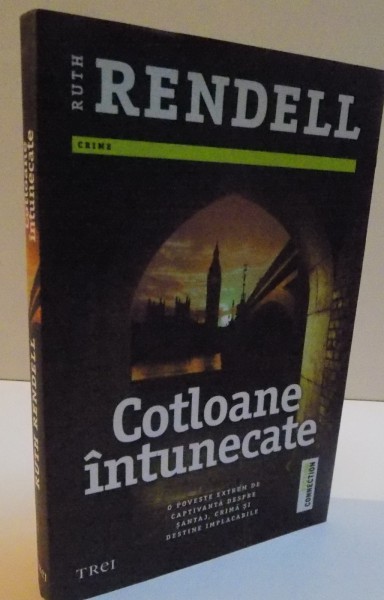 RUTH
RENDELL
CRIME
Cotloane
întunecate
O POVESTE EXTREM DE
CAPTIVANTĂ DESPRE
ȘANTAJ, CRIMĂ ȘI
DESTINE IMPLACABILE
CONNECTION
TREI
Cotloane
întunecate
RUTH RENDELL